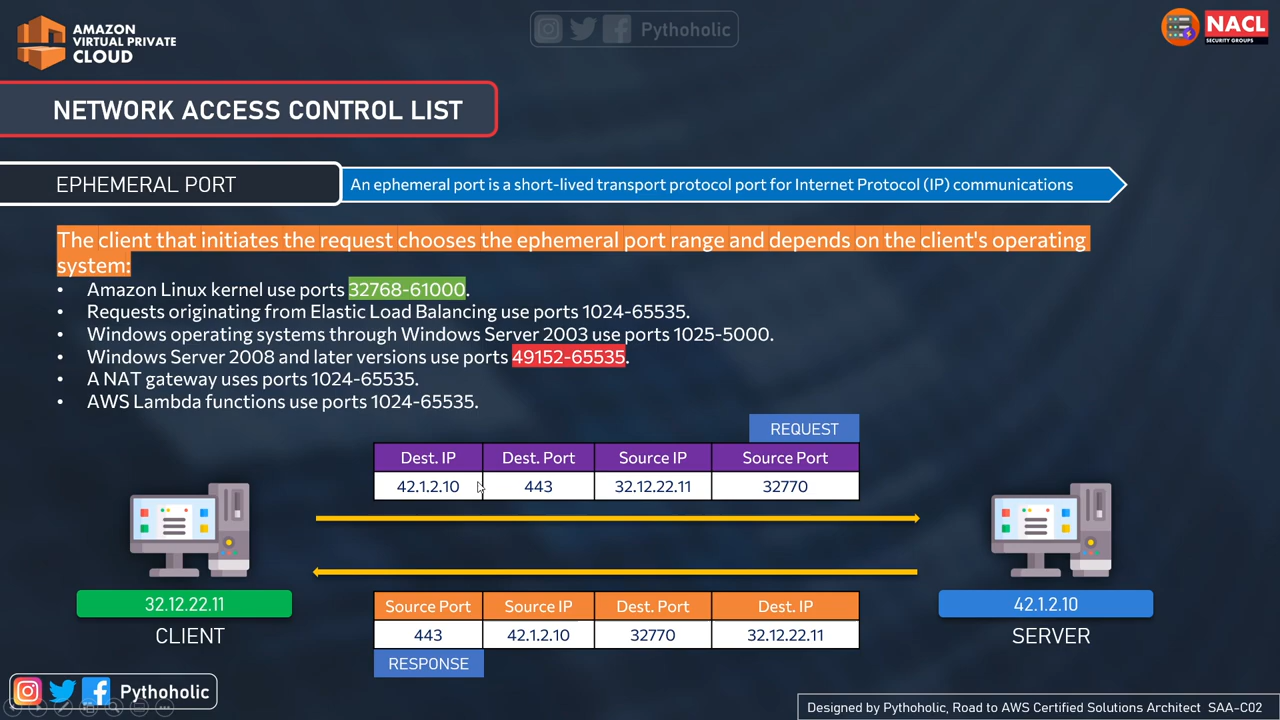 AMAZON
VIRTUAL PRIVATE
CLOUD
Pythoholic
NACL
SECURITY GROUPS
NETWORK ACCESS CONTROL LIST
EPHEMERAL PORT
An ephemeral port is a short-lived transport protocol port for Internet Protocol (IP) communications
The client that initiates the request chooses the ephemeral port range and depends on the client's operating
system:
• Amazon Linux kernel use ports 32768-61000.
• Requests originating from Elastic Load Balancing use ports 1024-65535.
• Windows operating systems through Windows Server 2003 use ports 1025-5000.
• Windows Server 2008 and later versions use ports 49152-65535.
• A NAT gateway uses ports 1024-65535.
• AWS Lambda functions use ports 1024-65535.
REQUEST
Dest. IP Dest. Port Source IP Source Port
42.1.2.10 443 32.12.22.11 32770
32.12.22.11
CLIENT
42.1.2.10
SERVER
Source Port Source IP Dest. Port Dest. IP
443 42.1.2.10 32770 32.12.22.11
RESPONSE
Pythoholic
Designed by Pythoholic, Road to AWS Certified Solutions Architect SAA-C02